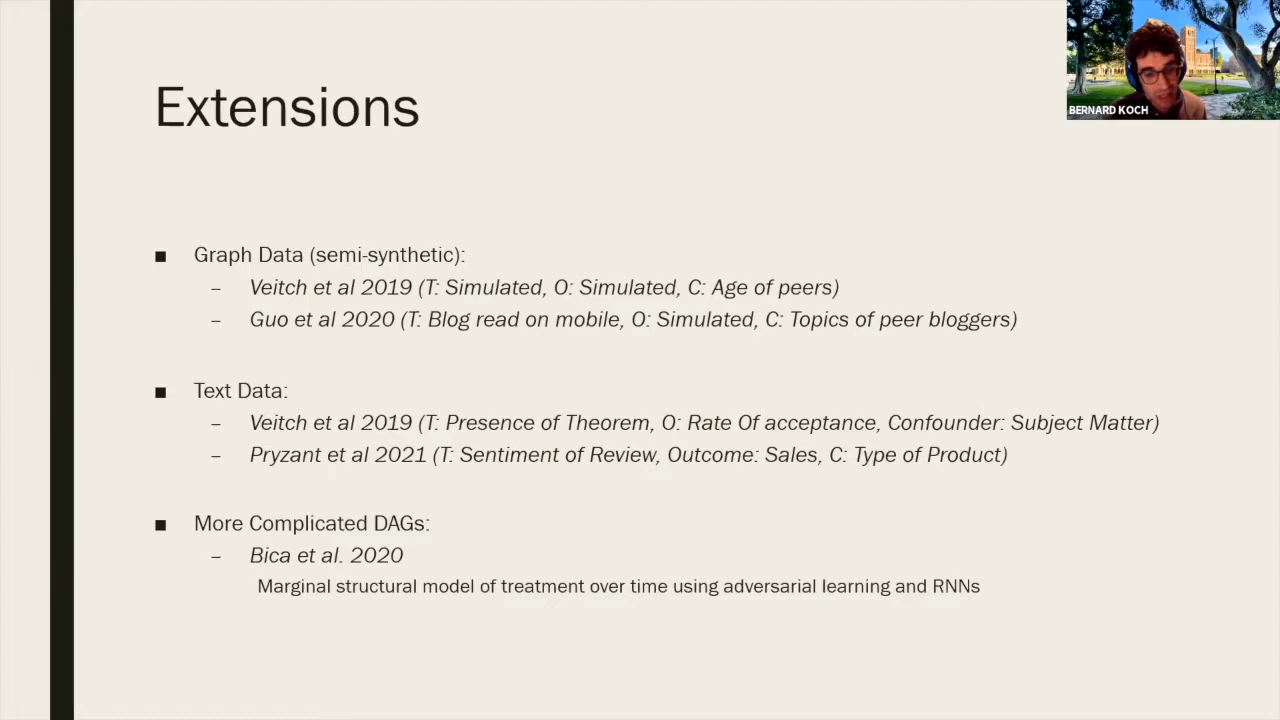 Extensions
BERNARD KOCH
■ Graph Data (semi-synthetic):
– Veitch et al 2019 (T: Simulated, O: Simulated, C: Age of peers)
– Guo et al 2020 (T: Blog read on mobile, O: Simulated, C: Topics of peer bloggers)
■ Text Data:
– Veitch et al 2019 (T: Presence of Theorem, O: Rate Of acceptance, Confounder: Subject Matter)
– Pryzant et al 2021 (T: Sentiment of Review, Outcome: Sales, C: Type of Product)
■ More Complicated DAGs:
– Bica et al. 2020
Marginal structural model of treatment over time using adversarial learning and RNNs